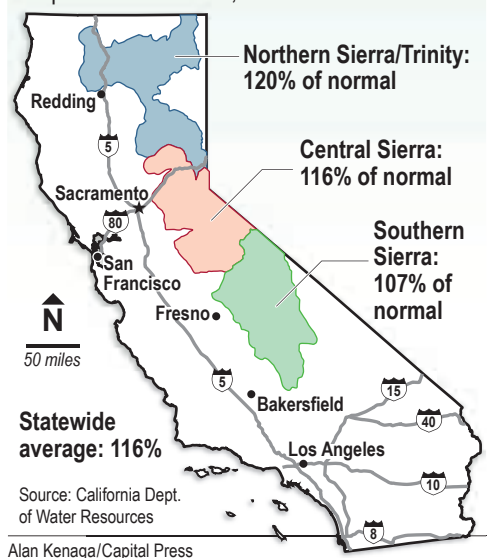 Northern Sierra/Trinity:
120% of normal
Redding
5
Central Sierra:
116% of normal
Sacramento
80
San
Francisco
Southern
Sierra:
107% of
normal
N
50 miles
Fresno
5
Bakersfield
15
40
Statewide
average: 116%
Los Angeles
10
Source: California Dept.
of Water Resources
8
Alan Kenaga/Capital Press